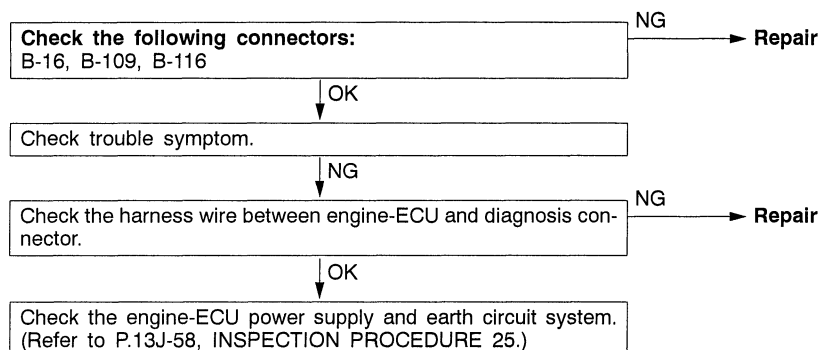 NG
Check the following connectors:
Repair
B-16, B-109, B-116
OK
Check trouble symptom.
NG
NG
Check the harness wire between engine-ECU and diagnosis con-
Repair
nector.
OK
Check the engine-ECU power supply and earth circuit system.
(Refer to P.13J-58, INSPECTION PROCEDURE 25.)